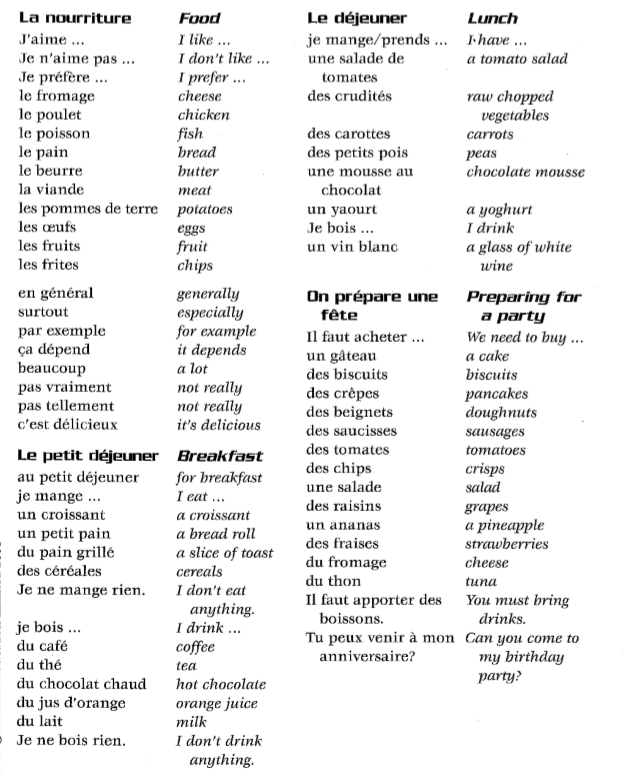 La nourriture Food
J'aime ... I like ...
Je n'aime pas ... I don't like ...
Je préfère ... I prefer ...
le fromage cheese
le poulet chicken
le poisson fish
le pain bread
le beurre butter
la viande meat
les pommes de terre potatoes
les œufs eggs
les fruits fruit
les frites chips
en général generally
surtout especially
par exemple for example
ça dépend it depends
beaucoup a lot
pas vraiment not really
pas tellement not really
c'est délicieux it's delicious
Le petit déjeuner Breakfast
au petit déjeuner for breakfast
je mange ... I eat ...
un croissant a croissant
un petit pain a bread roll
du pain grillé a slice of toast
des céréales cereals
Je ne mange rien. I don't eat
anything.
je bois ... I drink ...
du café coffee
du thé tea
du chocolat chaud hot chocolate
du jus d'orange orange juice
du lait milk
Je ne bois rien. I don't drink
anything.
Le déjeuner Lunch
je mange/prends ... I have ...
une salade de a tomato salad
tomates
des crudités raw chopped
vegetables
des carottes carrots
des petits pois peas
une mousse au chocolate mousse
chocolat
un yaourt a yoghurt
Je bois ... I drink
un vin blanc a glass of white
wine
On prépare une Preparing for
fête a party
Il faut acheter ... We need to buy ...
un gâteau a cake
des biscuits biscuits
des crêpes pancakes
des beignets doughnuts
des saucisses sausages
des tomates tomatoes
des chips crisps
une salade salad
des raisins grapes
un ananas a pineapple
des fraises strawberries
du fromage cheese
du thon tuna
Il faut apporter des You must bring
boissons. drinks.
Tu peux venir à mon Can you come to
anniversaire? my birthday
party?